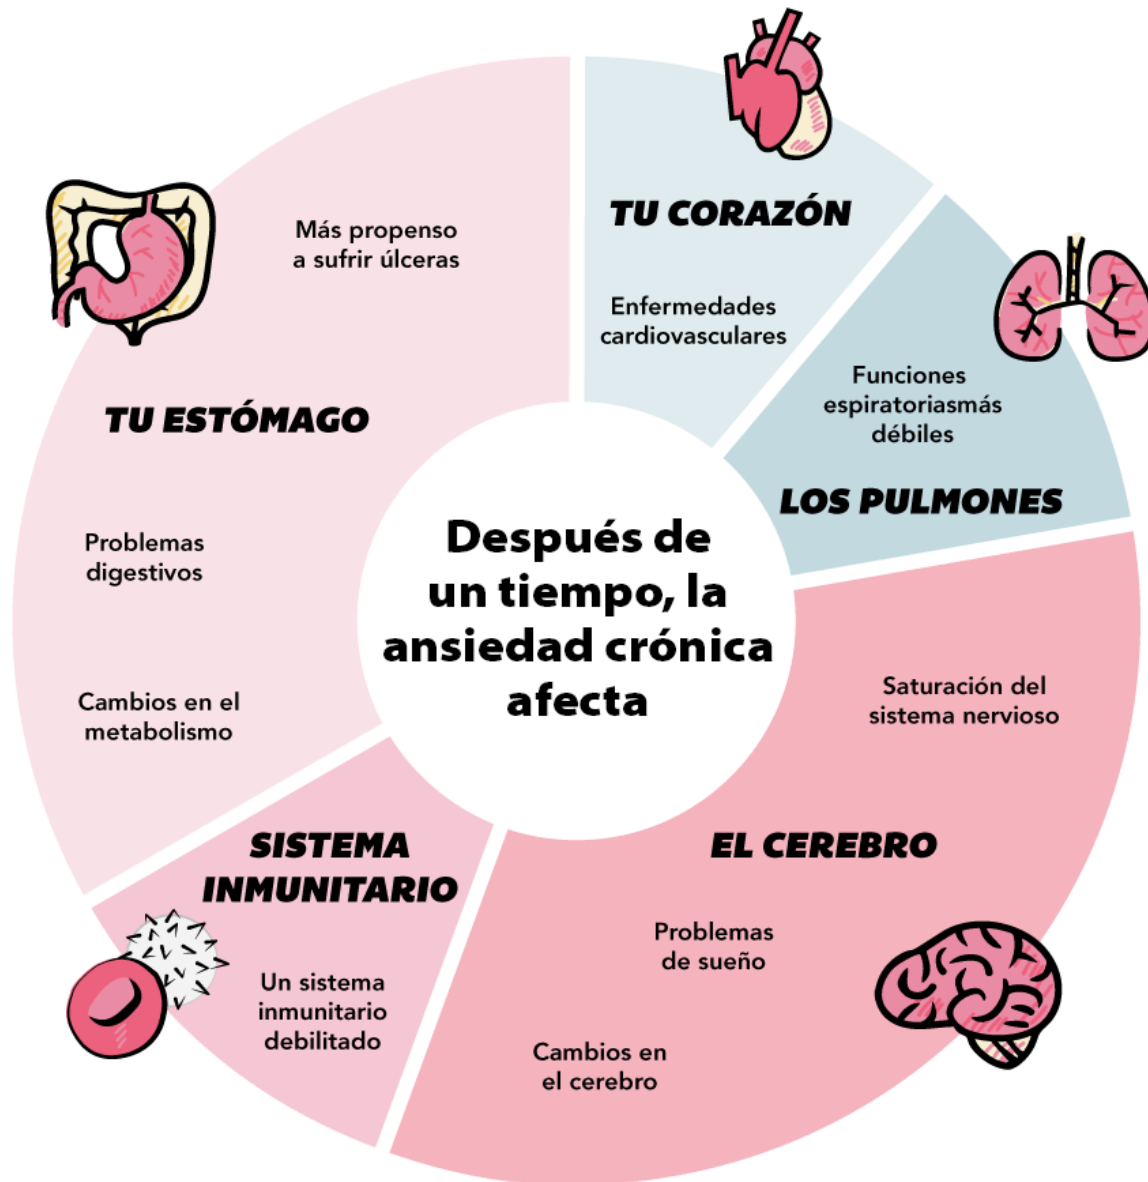 Después de
un tiempo, la
ansiedad crónica
afecta
TU CORAZÓN
Enfermedades
cardiovasculares
Funciones
espiratoriasmás
débiles
LOS PULMONES
Saturación del
sistema nervioso
EL CEREBRO
Problemas
de sueño
Cambios en
el cerebro
SISTEMA
INMUNITARIO
Un sistema
inmunitario
debilitado
Más propenso
a sufrir úlceras
TU ESTÓMAGO
Problemas
digestivos
Cambios en el
metabolismo